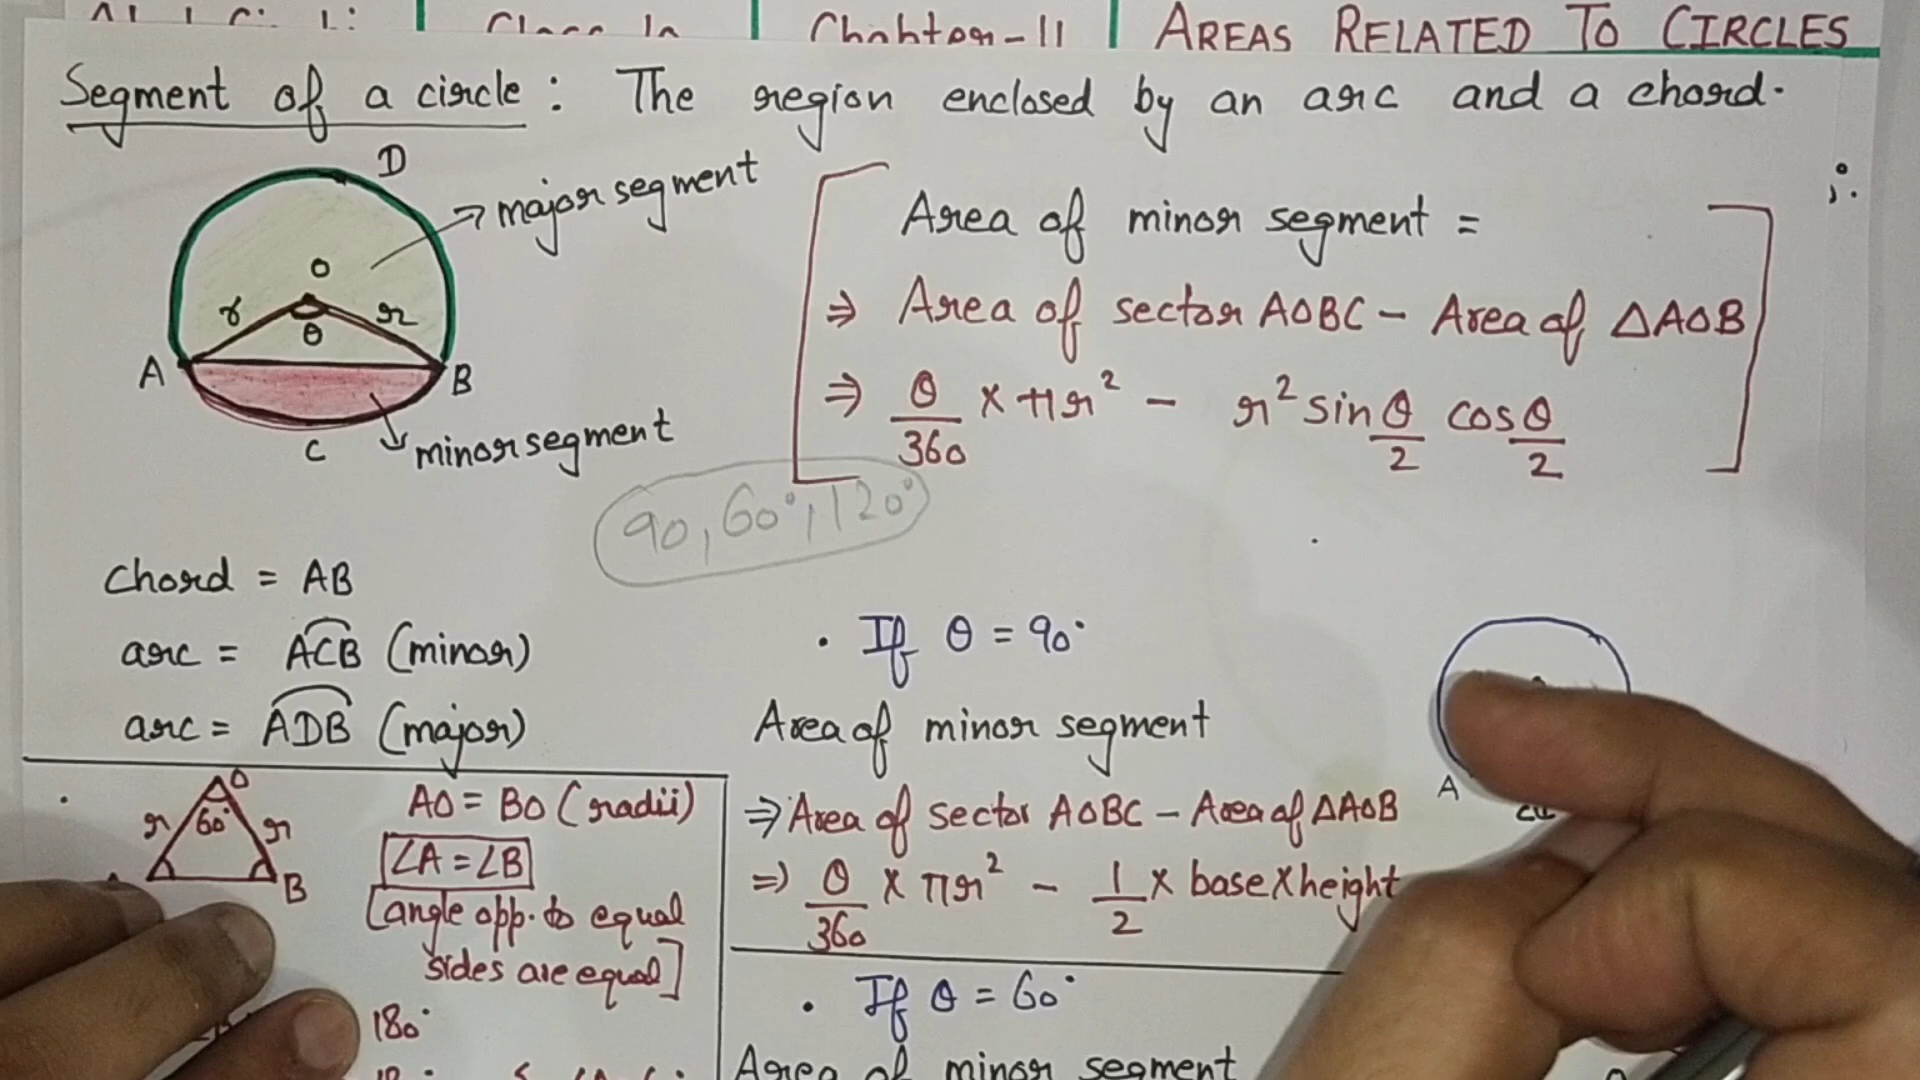 AREAS RELATED TO CIRCLES
Segment of a circle : The region enclosed by an arc and a chord.
D
major segment
O
r
r
θ
A
B
C
minor segment
Area of minor segment =
⇒ Area of sector AOBC - Area of ΔAOB
⇒ θ/360 × πr² - r² sin θ/2 cos θ/2
90, 60°, 120°
Chord = AB
arc = ACB (minor)
arc = ADB (major)
O
60°
r
r
B
AO = BO (radii)
∠A = ∠B
[angle opp. to equal
sides are equal]
180°
• If θ = 90°
Area of minor segment
⇒ Area of sector AOBC - Area of ΔAOB
⇒ θ/360 × πr² - 1/2 × base × height
A
• If θ = 60°
Area of minor segment